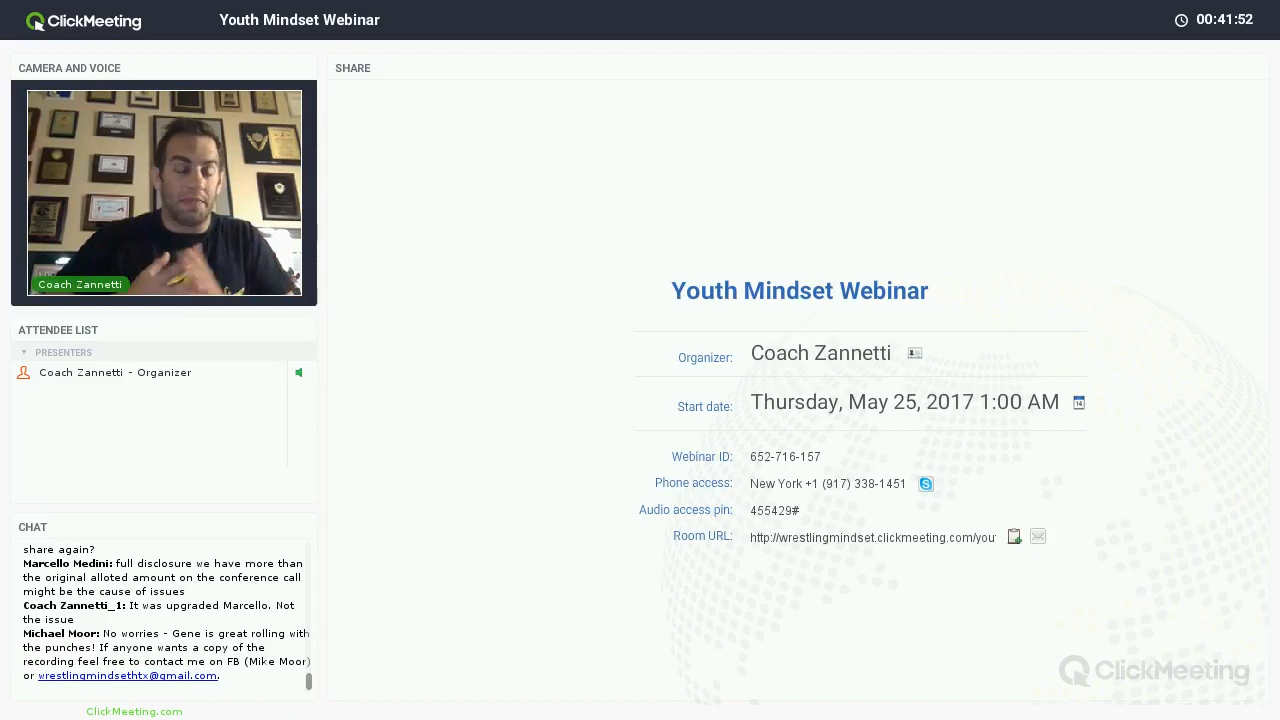 ClickMeeting
Youth Mindset Webinar
00:41:52
CAMERA AND VOICE
Coach Zannetti
ATTENDEE LIST
PRESENTERS
Coach Zannetti - Organizer
CHAT
share again?
Marcello Medini: full disclosure we have more than
the original alloted amount on the conference call
might be the cause of issues
Coach Zannetti_1: It was upgraded Marcello. Not
the issue
Michael Moor: No worries - Gene is great rolling with
the punches! If anyone wants a copy of the
recording feel free to contact me on FB (Mike Moor)
or wrestlingmindsethtx@gmail.com.
ClickMeeting.com
SHARE
Youth Mindset Webinar
Organizer: Coach Zannetti
Start date: Thursday, May 25, 2017 1:00 AM
14
Webinar ID: 652-716-157
Phone access: New York +1 (917) 338-1451
Audio access pin: 455429#
Room URL: http://wrestlingmindset.clickmeeting.com/you
ClickMeeting